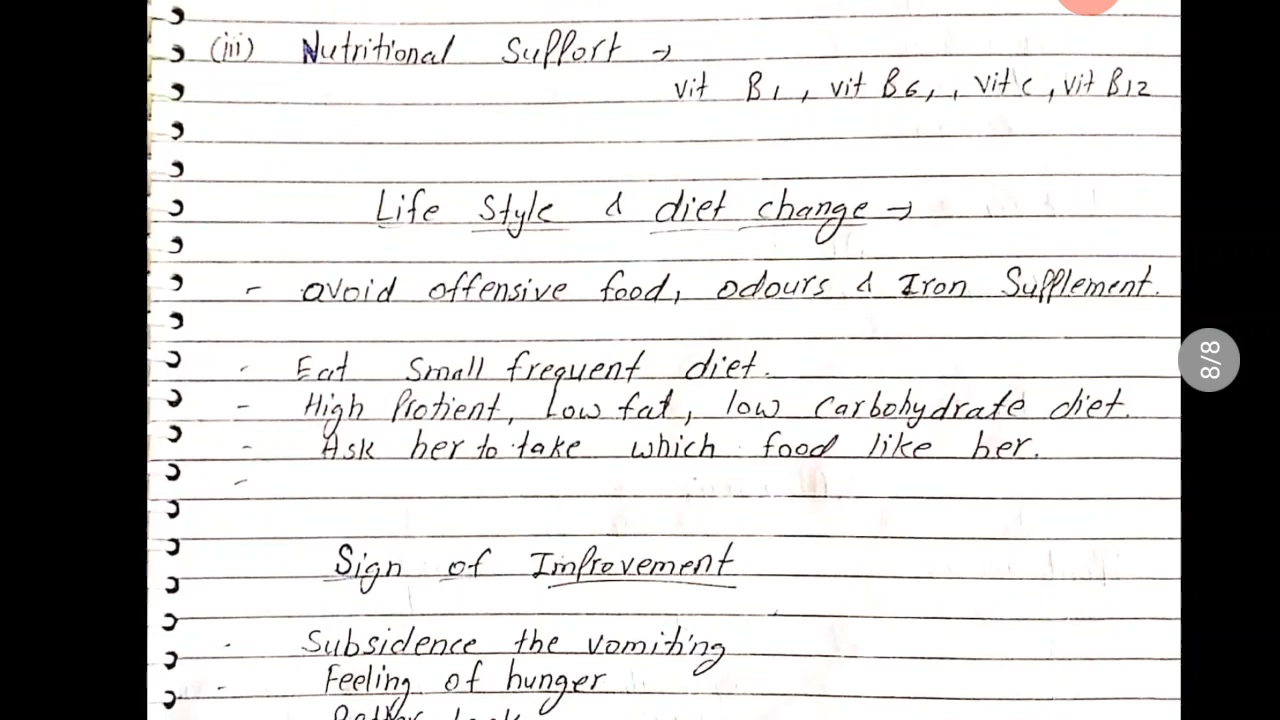 (iii) Nutritional Support →
vit B1, vit B6,, vit C, vit B12
Life Style & diet change →
- avoid offensive food, odours & Iron Supplement.
- Eat Small frequent diet.
- High Protient, Low fat, low carbohydrate diet.
- Ask her to take which food like her.
-
Sign of Improvement
- Subsidence the vomiting
- Feeling of hunger
8/8